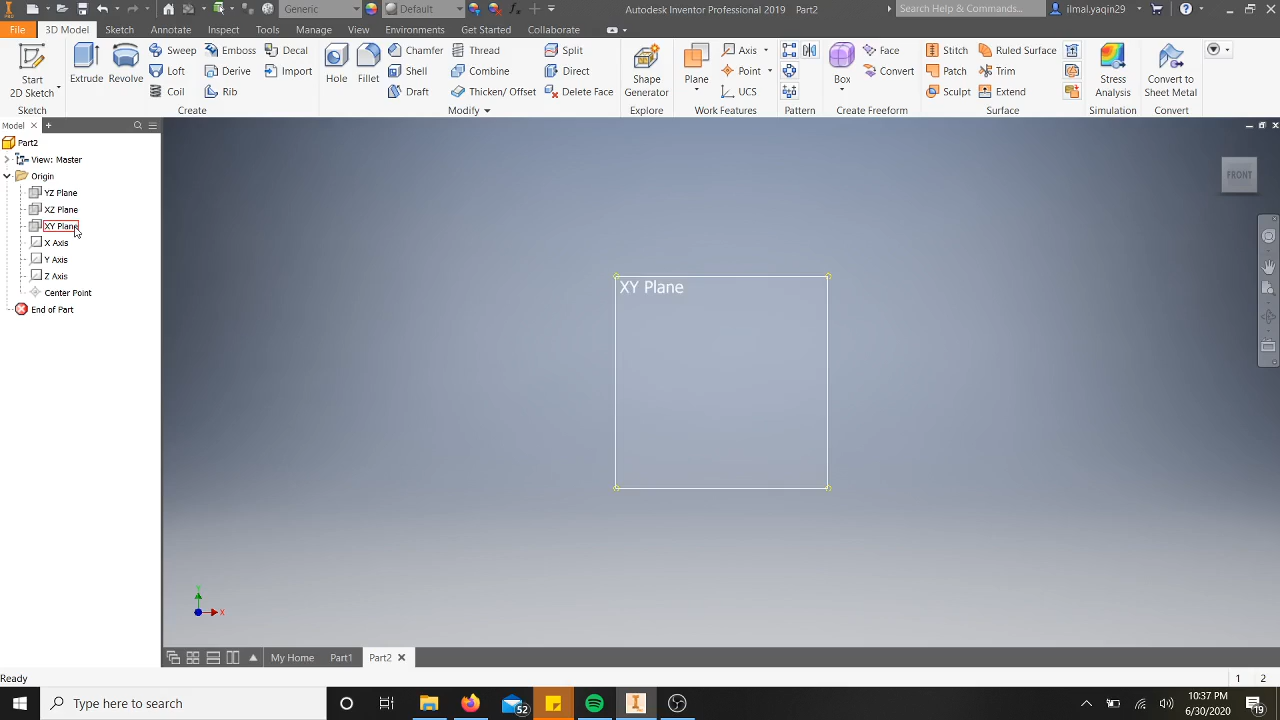 Generic Default Autodesk Inventor Professional 2019 Part2 Search Help & Commands... ilmal.yaqin29
File 3D Model Sketch Annotate Inspect Tools Manage View Environments Get Started Collaborate
Start 2D Sketch
Sketch
Extrude Revolve
Sweep Emboss Decal
Loft Derive Import
Coil Rib
Create
Hole Fillet
Chamfer Thread Split
Shell Combine Direct
Draft Thicken/ Offset Delete Face
Modify
Shape Generator
Explore
Plane
Axis
Point
UCS
Work Features
Pattern
Box
Face
Convert
Create Freeform
Stitch Ruled Surface
Patch Trim
Sculpt Extend
Surface
Stress Analysis
Simulation
Convert to Sheet Metal
Convert
Model
Part2
View: Master
Origin
YZ Plane
XZ Plane
XY Plane
X Axis
Y Axis
Z Axis
Center Point
End of Part
FRONT
XY Plane
Y
X
My Home Part1 Part2
Ready 1 2
Type here to search
52
10:37 PM
6/30/2020
19